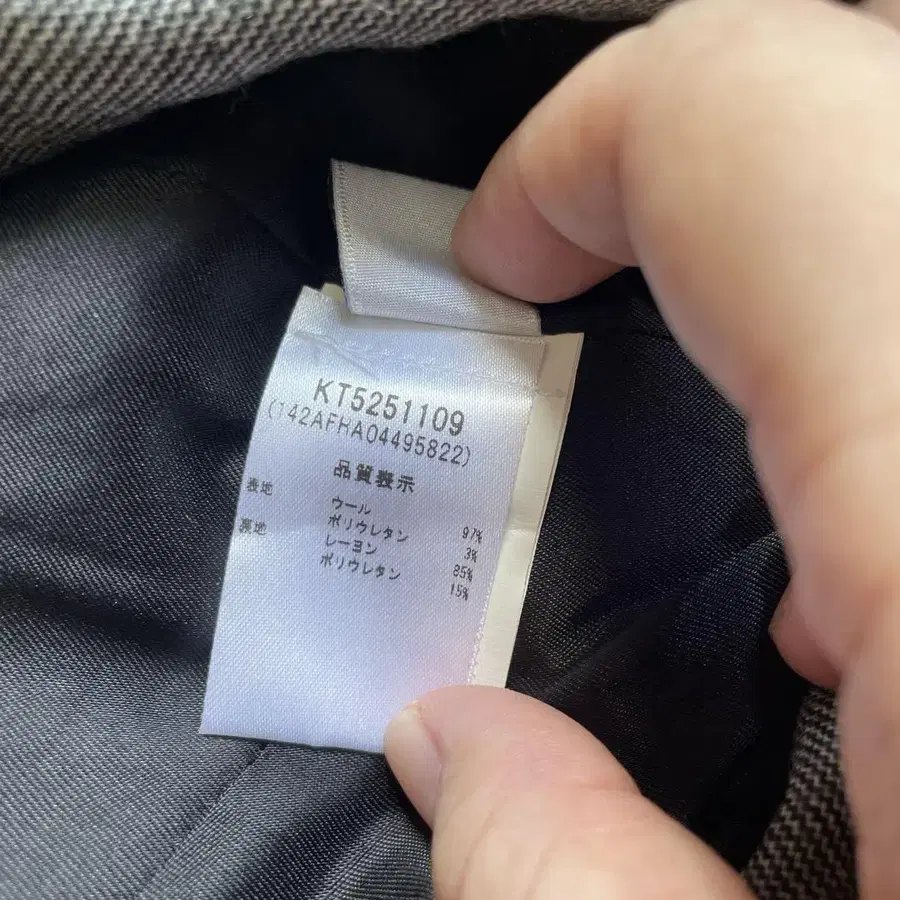 KT5251109
(142AFHA04495822)
品質表示
表地 ウール 97%
ポリウレタン 3%
裏地 レーヨン 85%
ポリウレタン 15%